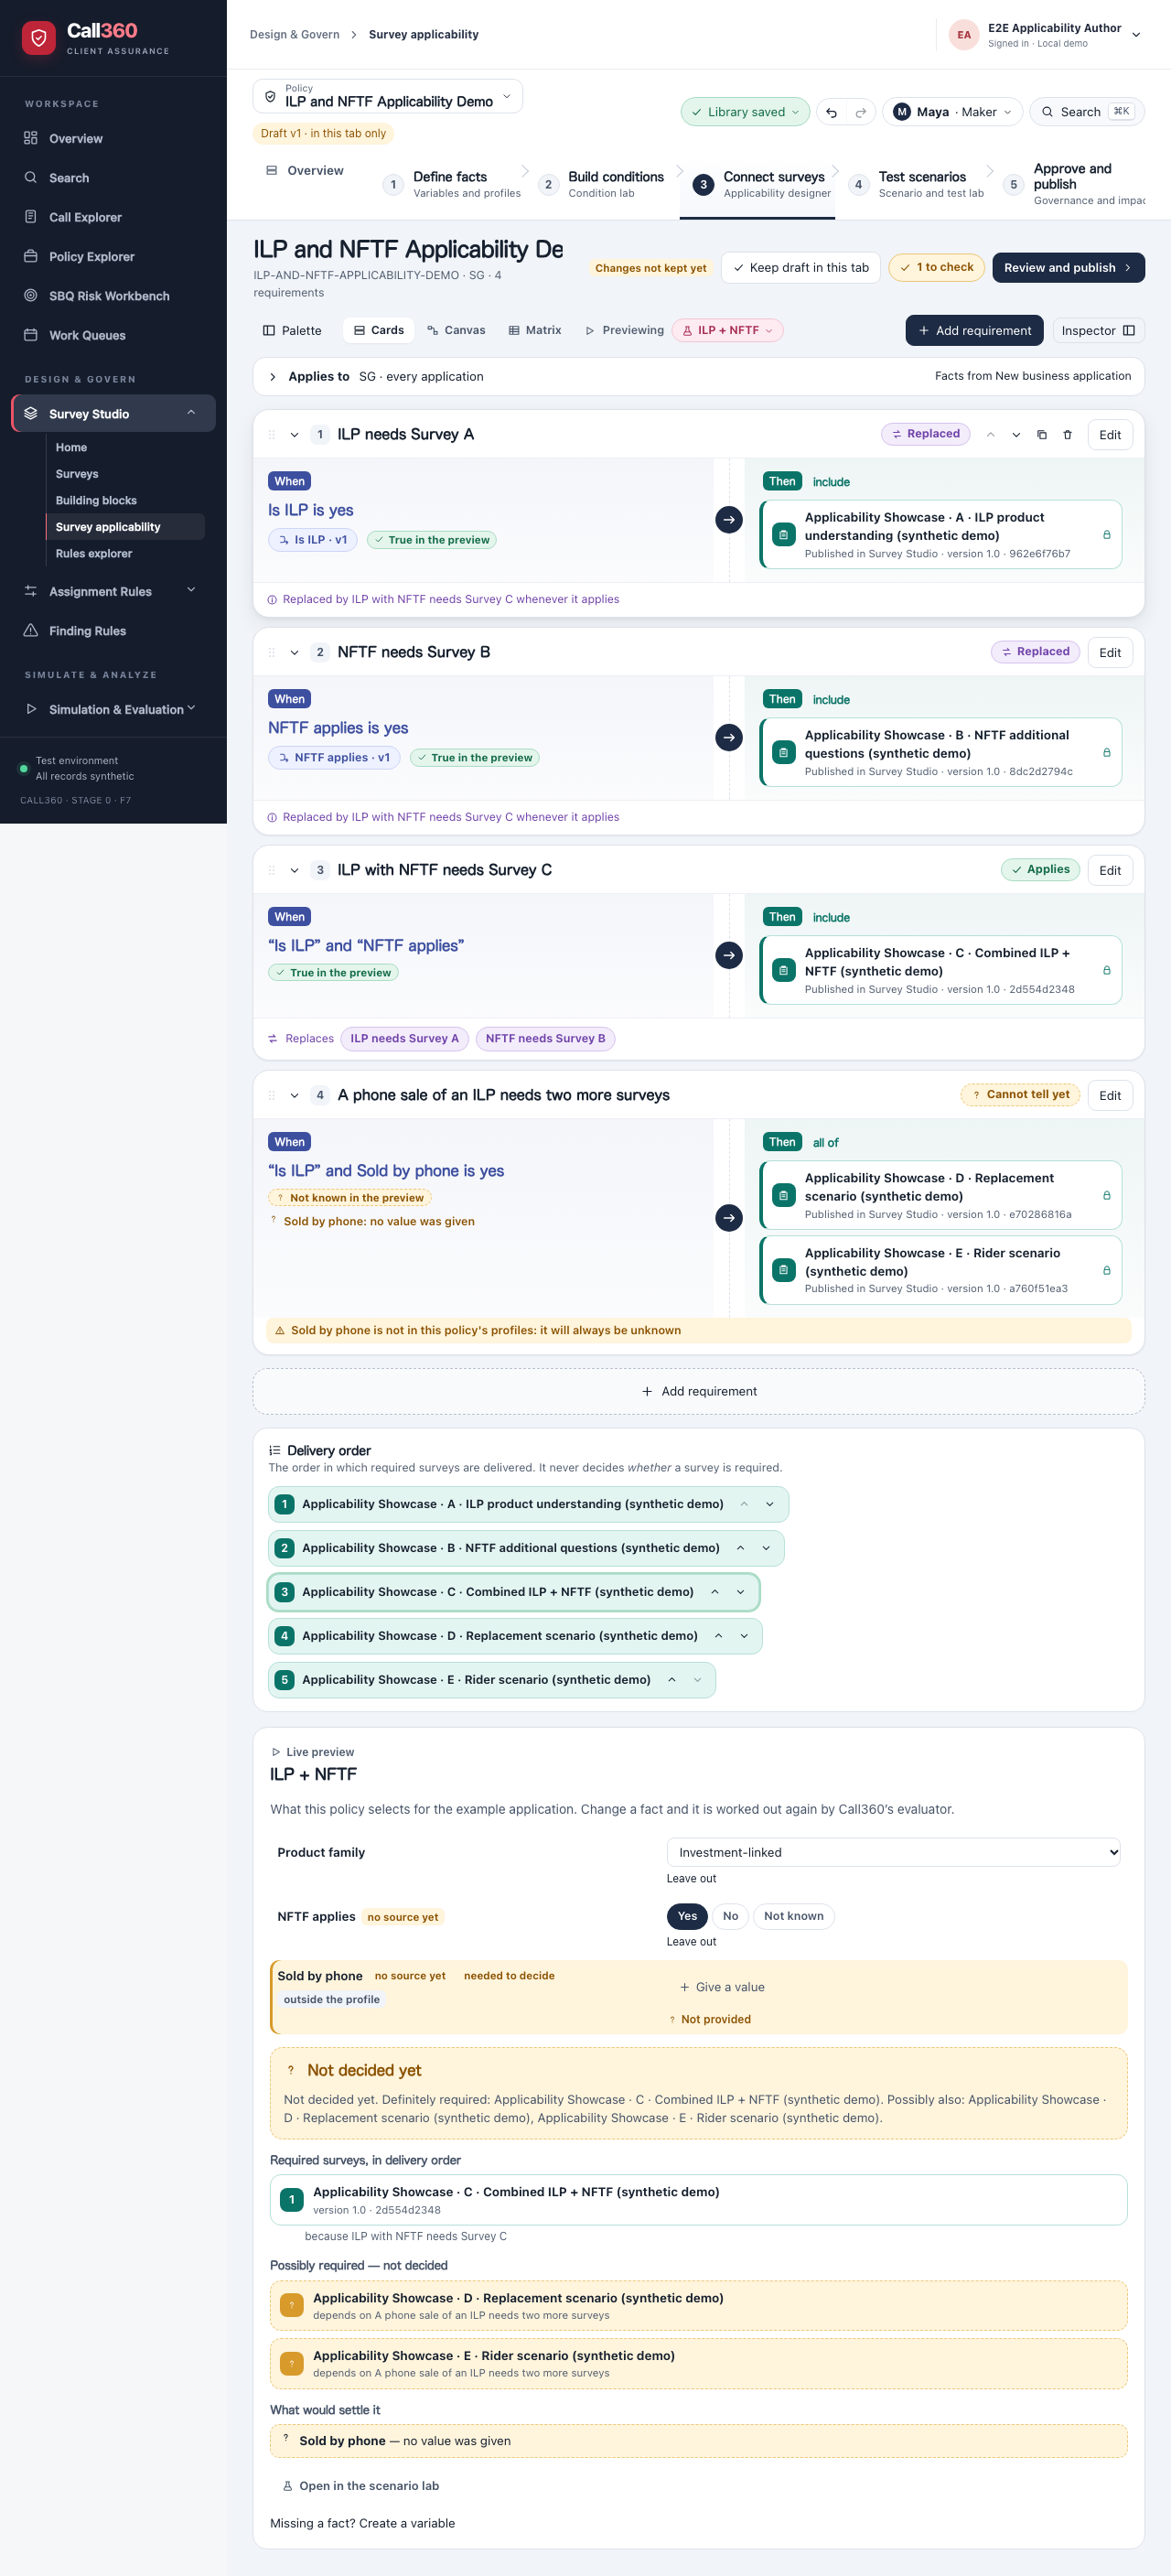 Call360
CLIENT ASSURANCE
WORKSPACE
Overview
Search
Call Explorer
Policy Explorer
SBQ Risk Workbench
Work Queues
DESIGN & GOVERN
Survey Studio
Home
Surveys
Building blocks
Survey applicability
Rules explorer
Assignment Rules
Finding Rules
SIMULATE & ANALYZE
Simulation & Evaluation
Test environment
All records synthetic
CALL360 · STAGE 0 · F7
Design & Govern
Survey applicability
EA
E2E Applicability Author
Signed in · Local demo
Policy
ILP and NFTF Applicability Demo
Draft v1 · in this tab only
Library saved
M Maya · Maker
Search ⌘K
Overview
1 Define facts
Variables and profiles
2 Build conditions
Condition lab
3 Connect surveys
Applicability designer
4 Test scenarios
Scenario and test lab
5 Approve and
publish
Governance and impac
ILP and NFTF Applicability De
ILP-AND-NFTF-APPLICABILITY-DEMO · SG · 4
requirements
Changes not kept yet
Keep draft in this tab
1 to check
Review and publish
Palette
Cards
Canvas
Matrix
Previewing
ILP + NFTF
Add requirement
Inspector
Applies to SG · every application
Facts from New business application
1 ILP needs Survey A
Replaced
Edit
When
Is ILP is yes
Is ILP · v1
True in the preview
Then include
Applicability Showcase · A · ILP product
understanding (synthetic demo)
Published in Survey Studio · version 1.0 · 962e6f76b7
Replaced by ILP with NFTF needs Survey C whenever it applies
2 NFTF needs Survey B
Replaced
Edit
When
NFTF applies is yes
NFTF applies · v1
True in the preview
Then include
Applicability Showcase · B · NFTF additional
questions (synthetic demo)
Published in Survey Studio · version 1.0 · 8dc2d2794c
Replaced by ILP with NFTF needs Survey C whenever it applies
3 ILP with NFTF needs Survey C
Applies
Edit
When
“Is ILP” and “NFTF applies”
True in the preview
Then include
Applicability Showcase · C · Combined ILP +
NFTF (synthetic demo)
Published in Survey Studio · version 1.0 · 2d554d2348
Replaces ILP needs Survey A NFTF needs Survey B
4 A phone sale of an ILP needs two more surveys
? Cannot tell yet
Edit
When
“Is ILP” and Sold by phone is yes
? Not known in the preview
? Sold by phone: no value was given
Then all of
Applicability Showcase · D · Replacement
scenario (synthetic demo)
Published in Survey Studio · version 1.0 · e70286816a
Applicability Showcase · E · Rider scenario
(synthetic demo)
Published in Survey Studio · version 1.0 · a760f51ea3
Sold by phone is not in this policy's profiles: it will always be unknown
Add requirement
Delivery order
The order in which required surveys are delivered. It never decides whether a survey is required.
1 Applicability Showcase · A · ILP product understanding (synthetic demo)
2 Applicability Showcase · B · NFTF additional questions (synthetic demo)
3 Applicability Showcase · C · Combined ILP + NFTF (synthetic demo)
4 Applicability Showcase · D · Replacement scenario (synthetic demo)
5 Applicability Showcase · E · Rider scenario (synthetic demo)
Live preview
ILP + NFTF
What this policy selects for the example application. Change a fact and it is worked out again by Call360's evaluator.
Product family
Investment-linked
Leave out
NFTF applies no source yet
Yes No Not known
Leave out
Sold by phone no source yet needed to decide
outside the profile
Give a value
? Not provided
? Not decided yet
Not decided yet. Definitely required: Applicability Showcase · C · Combined ILP + NFTF (synthetic demo). Possibly also: Applicability Showcase ·
D · Replacement scenario (synthetic demo), Applicability Showcase · E · Rider scenario (synthetic demo).
Required surveys, in delivery order
1 Applicability Showcase · C · Combined ILP + NFTF (synthetic demo)
version 1.0 · 2d554d2348
because ILP with NFTF needs Survey C
Possibly required — not decided
? Applicability Showcase · D · Replacement scenario (synthetic demo)
depends on A phone sale of an ILP needs two more surveys
? Applicability Showcase · E · Rider scenario (synthetic demo)
depends on A phone sale of an ILP needs two more surveys
What would settle it
? Sold by phone — no value was given
Open in the scenario lab
Missing a fact? Create a variable